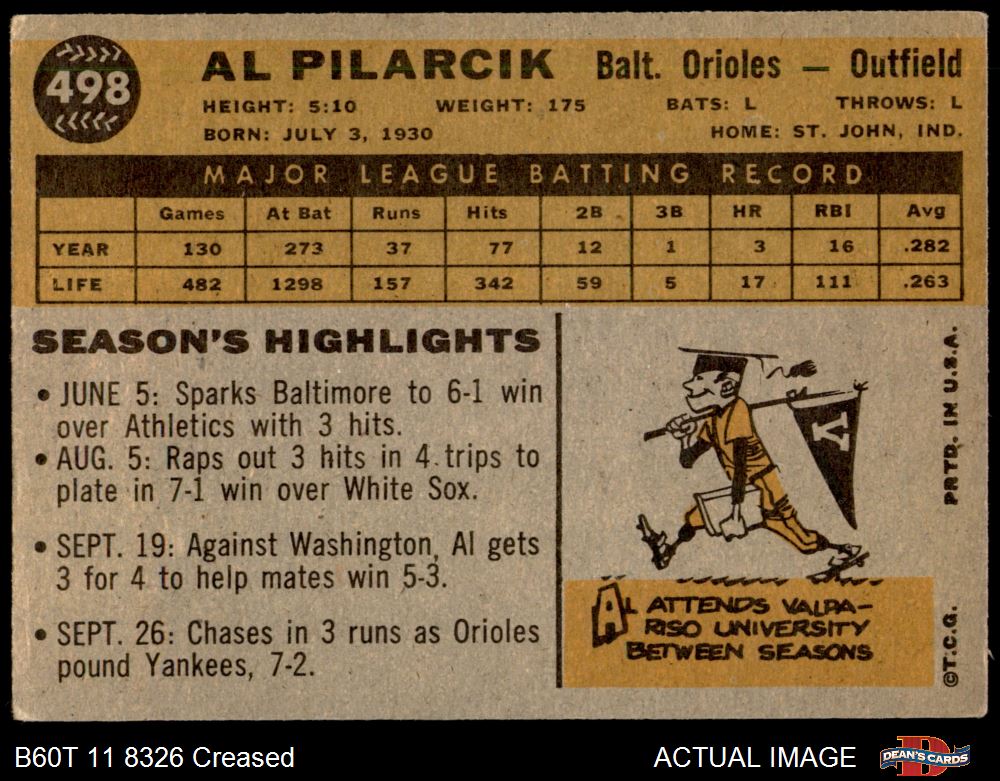 498
AL PILARCIK Balt. Orioles — Outfield
HEIGHT: 5:10 WEIGHT: 175 BATS: L THROWS: L
BORN: JULY 3, 1930 HOME: ST. JOHN, IND.
MAJOR LEAGUE BATTING RECORD
Games At Bat Runs Hits 2B 3B HR RBI Avg
YEAR 130 273 37 77 12 1 3 16 .282
LIFE 482 1298 157 342 59 5 17 111 .263
SEASON'S HIGHLIGHTS
• JUNE 5: Sparks Baltimore to 6-1 win
over Athletics with 3 hits.
• AUG. 5: Raps out 3 hits in 4 trips to
plate in 7-1 win over White Sox.
• SEPT. 19: Against Washington, Al gets
3 for 4 to help mates win 5-3.
• SEPT. 26: Chases in 3 runs as Orioles
pound Yankees, 7-2.
V
AL ATTENDS VALPA-
RISO UNIVERSITY
BETWEEN SEASONS
©T.C.G. PRTD. IN U.S.A.
B60T 11 8326 Creased ACTUAL IMAGE
D
DEAN'S CARDS